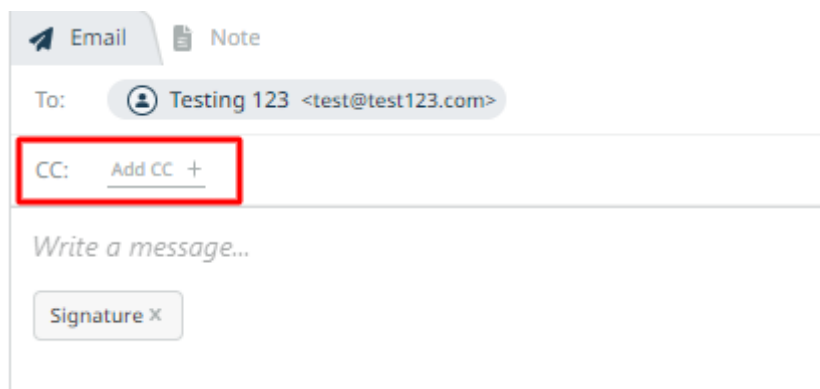 Email Note
To: Testing 123 <test@test123.com>
CC: Add CC +
Write a message...
Signature x